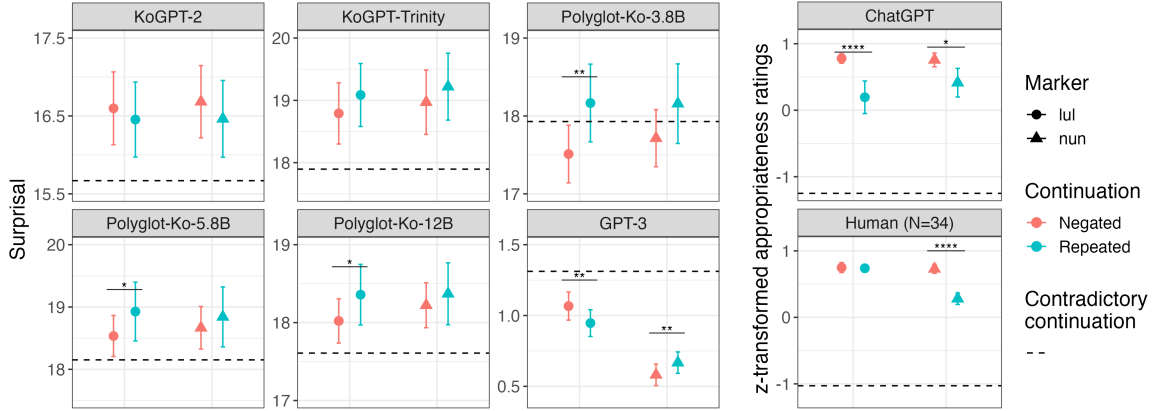 KoGPT-2
KoGPT-Trinity
Polyglot-Ko-3.8B
ChatGPT
17.5
16.5
15.5
20
19
18
19
18
17
**
1
0
-1
****
*
Polyglot-Ko-5.8B
Polyglot-Ko-12B
GPT-3
Human (N=34)
20
19
18
*
19
18
17
*
1.5
1.0
0.5
**
**
1
0
-1
****
Surprisal
z-transformed appropriateness ratings
Marker
lul
nun
Continuation
Negated
Repeated
Contradictory
continuation